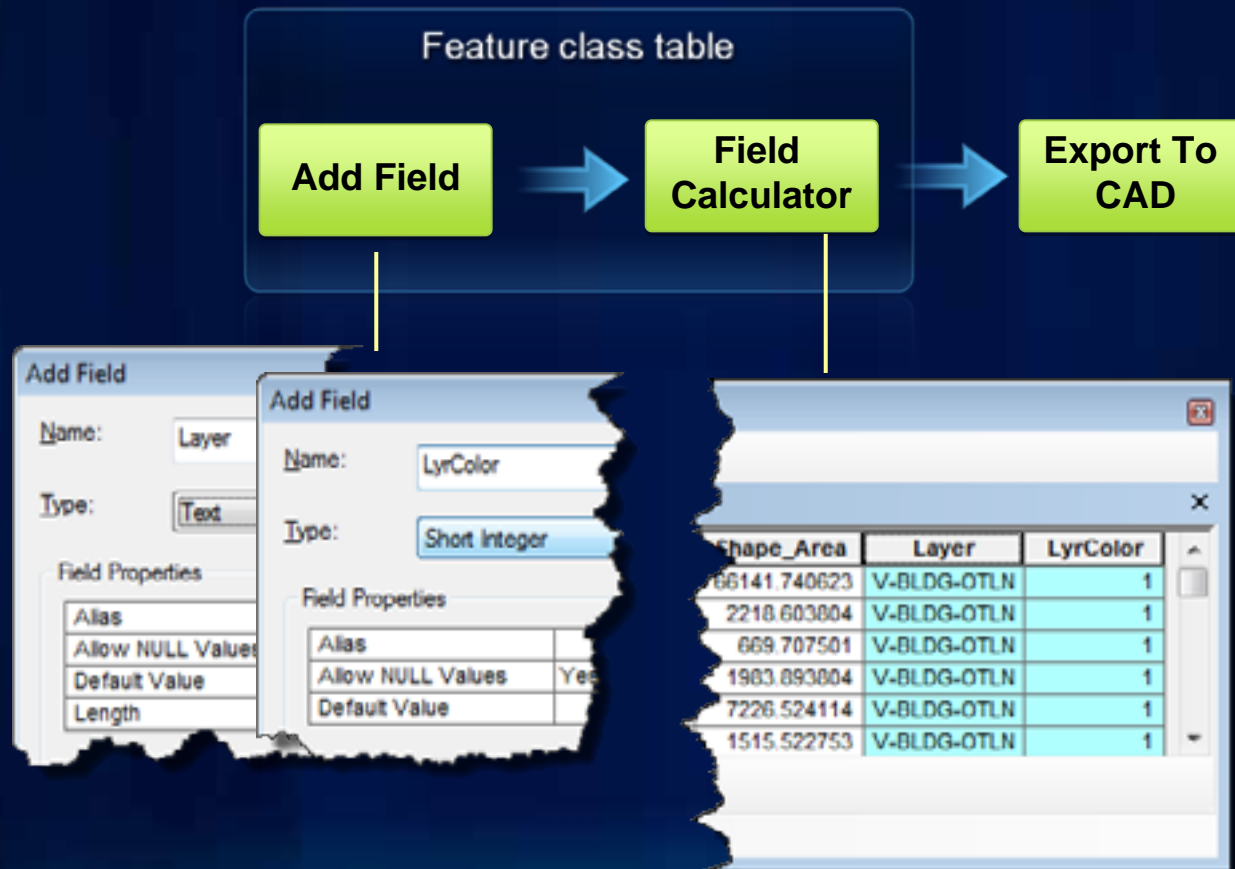 Feature class table
Add Field
Field
Calculator
Export To
CAD
Add Field
Name:
Layer
Type:
Text
Field Properties
Alias
Allow NULL Values
Default Value
Length
Add Field
Name:
LyrColor
Type:
Short Integer
Field Properties
Alias
Allow NULL Values Yes
Default Value
Shape_Area Layer LyrColor
66141.740623 V-BLDG-OTLN 1
2218.603804 V-BLDG-OTLN 1
669.707501 V-BLDG-OTLN 1
1983.893804 V-BLDG-OTLN 1
7226.524114 V-BLDG-OTLN 1
1515.522753 V-BLDG-OTLN 1